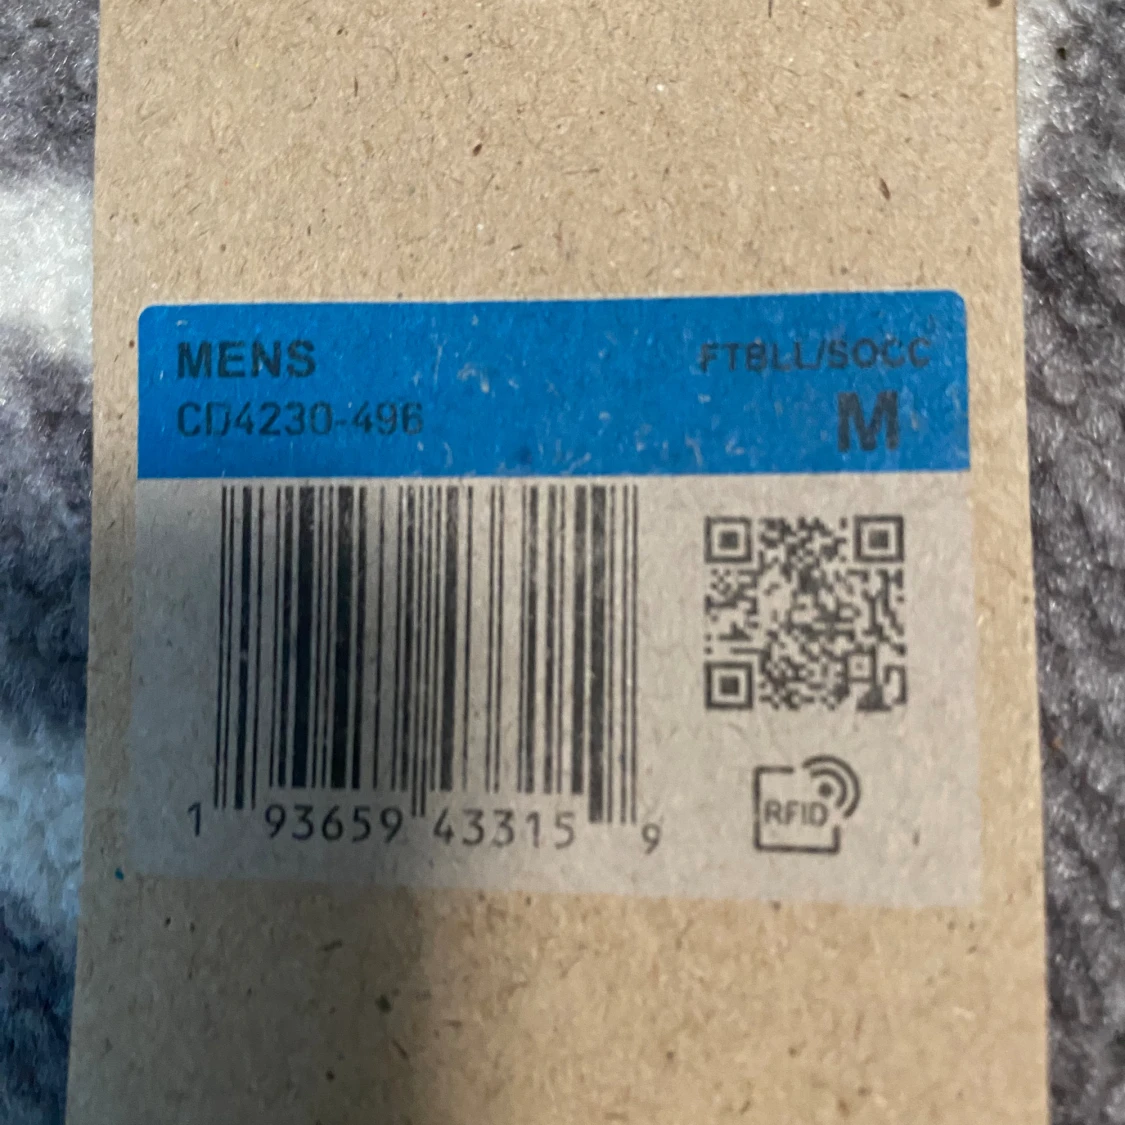 MENS
FTBLL/SOCC
CD4230-496
M
1 93659 43315 9
RFID